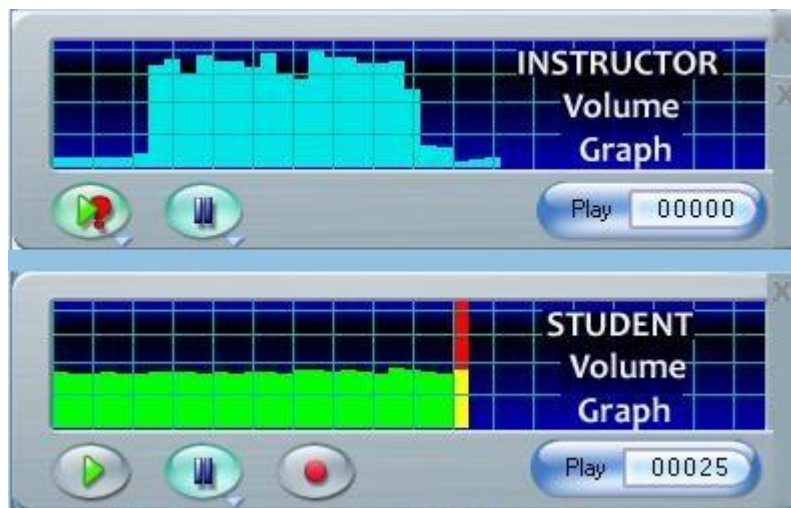 INSTRUCTOR
Volume
Graph
Play 00000
STUDENT
Volume
Graph
Play 00025